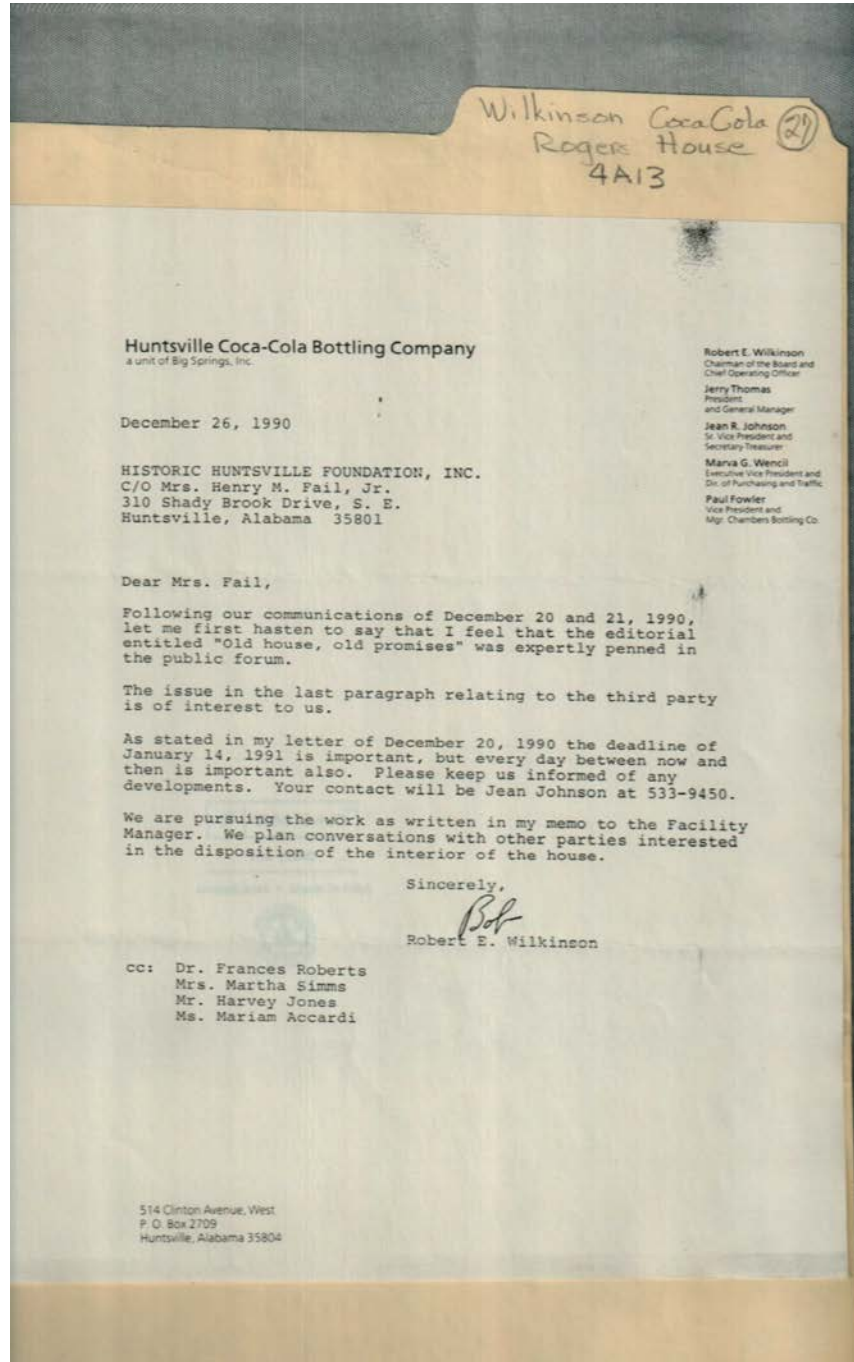 Wilkinson Coca Cola 27
Rogers House
4A13
Huntsville Coca-Cola Bottling Company
a unit of Big Springs, Inc.
Robert E. Wilkinson
Chairman of the Board and
Chief Operating Officer
Jerry Thomas
President
and General Manager
Jean R. Johnson
Sr. Vice President and
Secretary Treasurer
Marva G. Wencil
Executive Vice President and
Dir. of Purchasing and Traffic
Paul Fowler
Vice President and
Mgr. Chambers Bottling Co.
December 26, 1990
HISTORIC HUNTSVILLE FOUNDATION, INC.
C/O Mrs. Henry M. Fail, Jr.
310 Shady Brook Drive, S. E.
Huntsville, Alabama 35801
Dear Mrs. Fail,
Following our communications of December 20 and 21, 1990,
let me first hasten to say that I feel that the editorial
entitled "Old house, old promises" was expertly penned in
the public forum.
The issue in the last paragraph relating to the third party
is of interest to us.
As stated in my letter of December 20, 1990 the deadline of
January 14, 1991 is important, but every day between now and
then is important also. Please keep us informed of any
developments. Your contact will be Jean Johnson at 533-9450.
We are pursuing the work as written in my memo to the Facility
Manager. We plan conversations with other parties interested
in the disposition of the interior of the house.
Sincerely,
Bob
Robert E. Wilkinson
cc: Dr. Frances Roberts
Mrs. Martha Simms
Mr. Harvey Jones
Ms. Mariam Accardi
514 Clinton Avenue, West
P. O. Box 2709
Huntsville, Alabama 35804